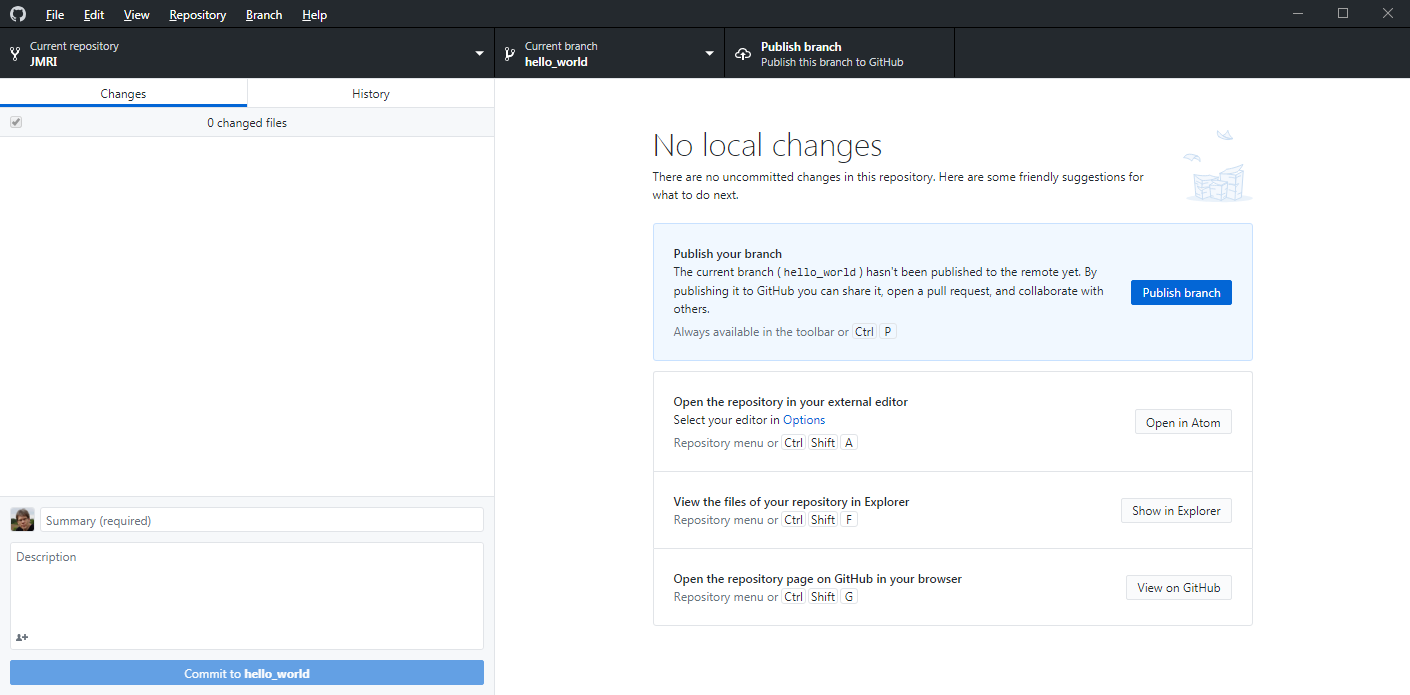 File Edit View Repository Branch Help
Current repository
JMRI
Current branch
hello_world
Publish branch
Publish this branch to GitHub
Changes
History
0 changed files
No local changes
There are no uncommitted changes in this repository. Here are some friendly suggestions for
what to do next.
Publish your branch
The current branch ( hello_world ) hasn't been published to the remote yet. By
publishing it to GitHub you can share it, open a pull request, and collaborate with
others.
Always available in the toolbar or Ctrl P
Publish branch
Open the repository in your external editor
Select your editor in Options
Repository menu or Ctrl Shift A
Open in Atom
View the files of your repository in Explorer
Repository menu or Ctrl Shift F
Show in Explorer
Open the repository page on GitHub in your browser
Repository menu or Ctrl Shift G
View on GitHub
Summary (required)
Description
Commit to hello_world